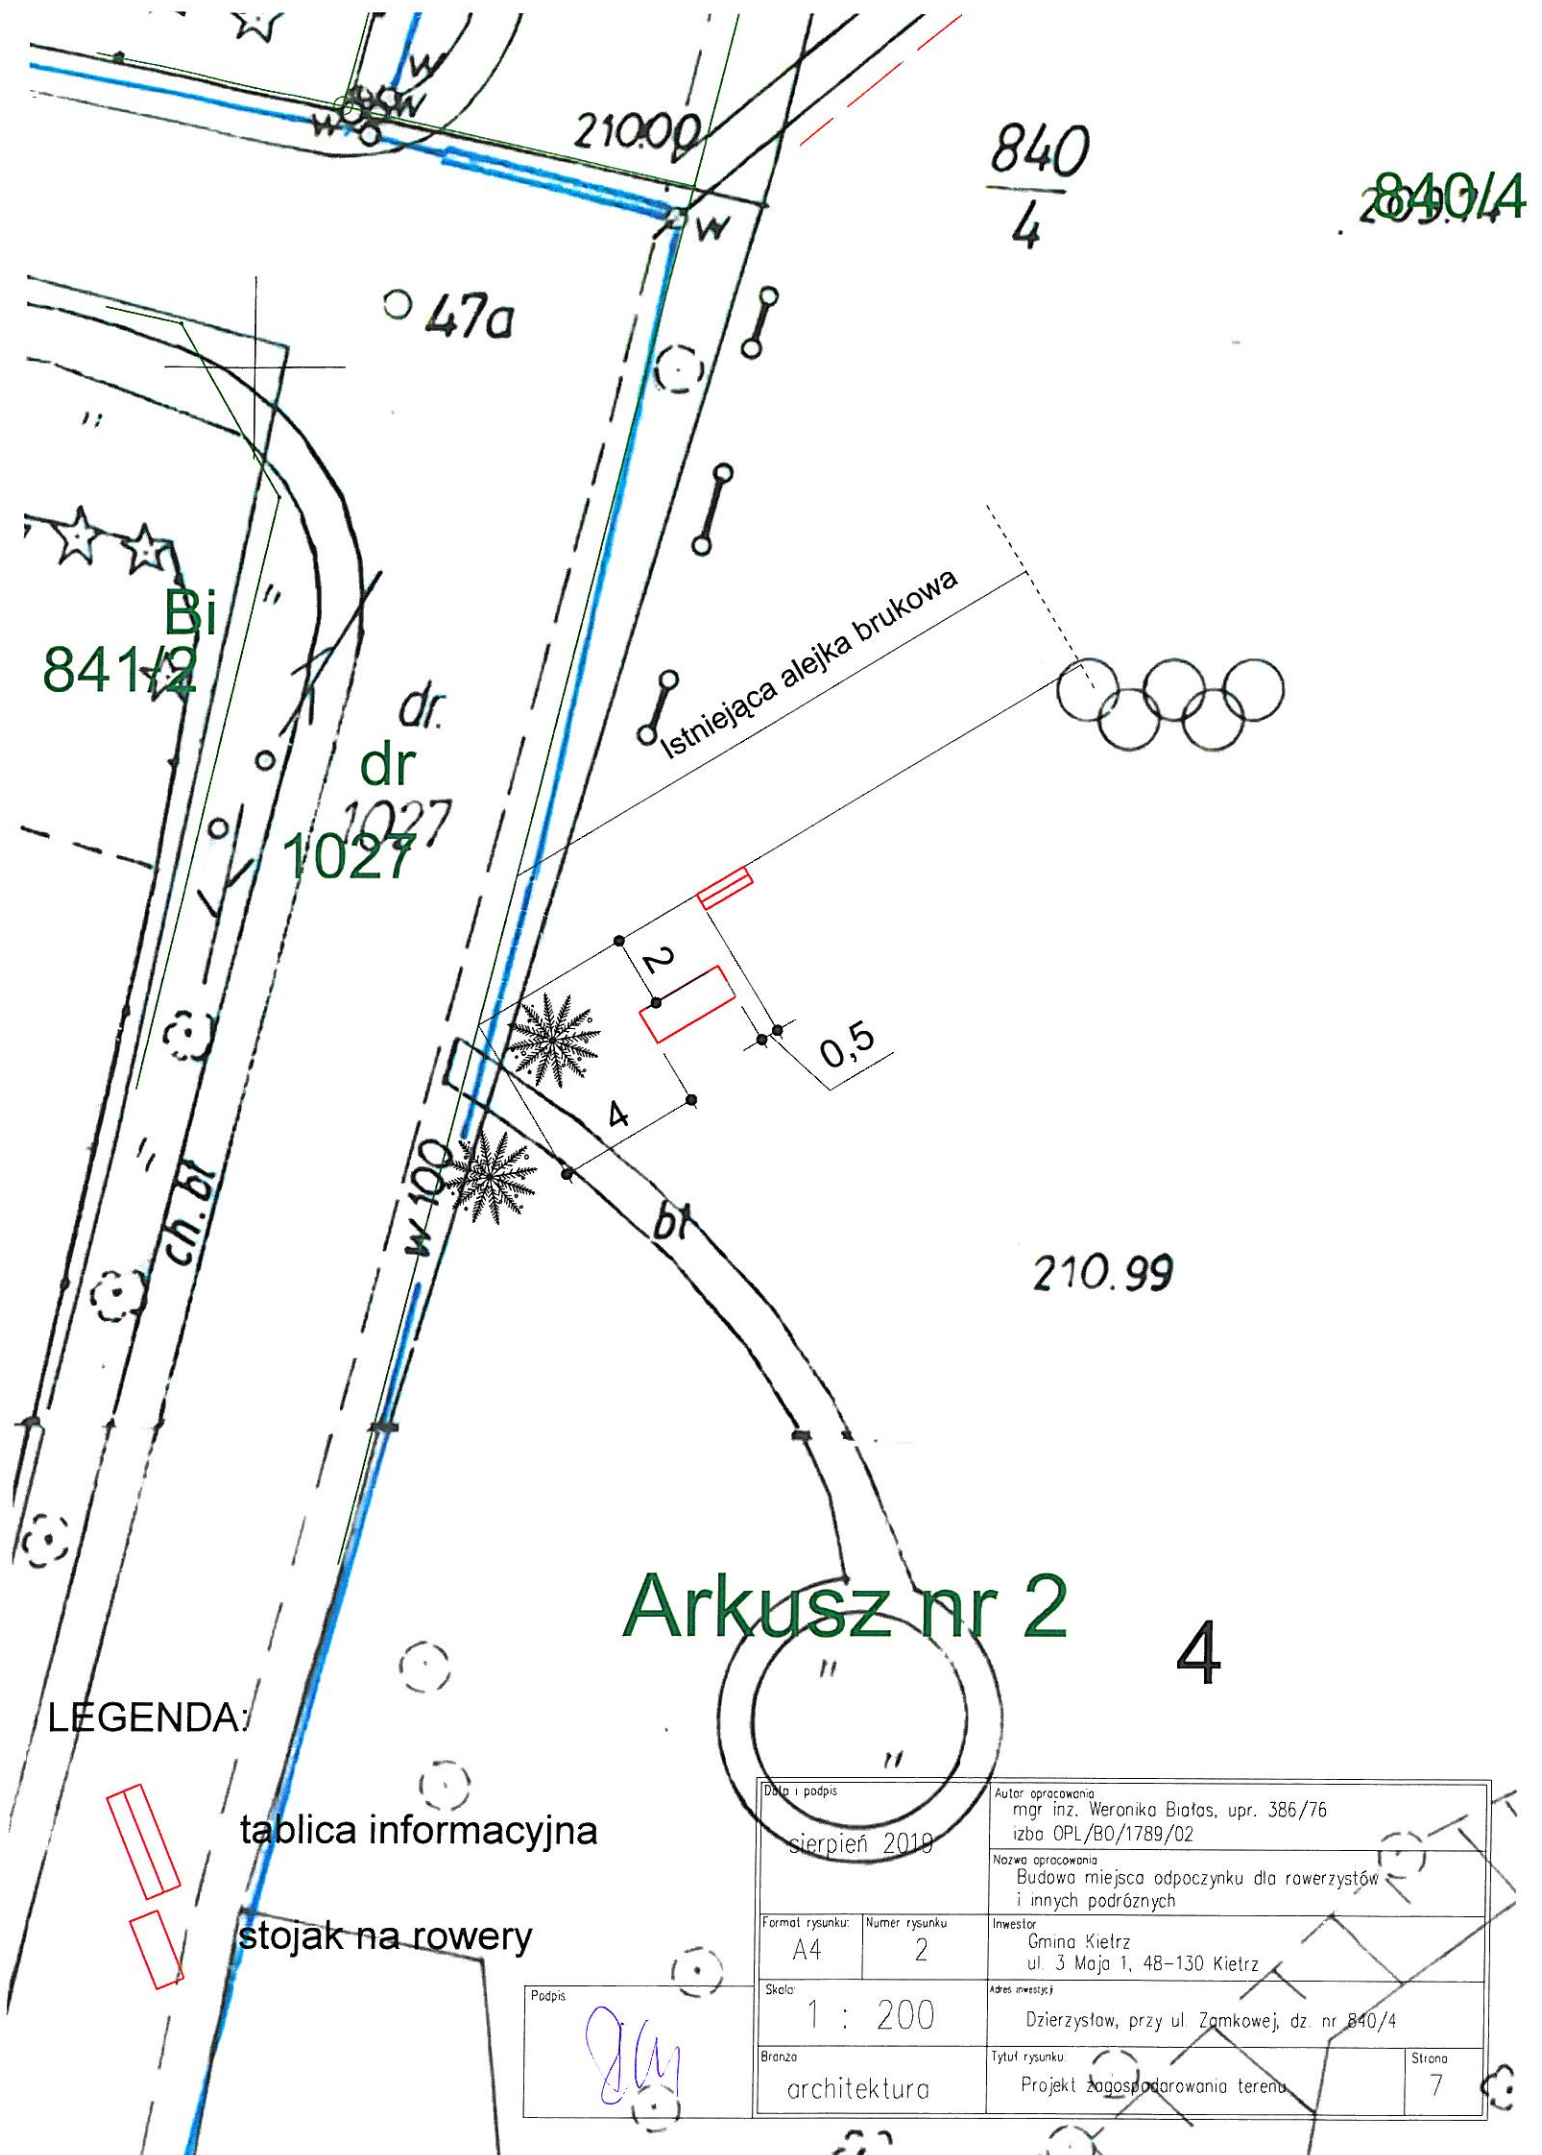 w
w
w
210.00
840
4
840/4
w
47a
Istniejąca alejka brukowa
Bi
841/2
dr.
dr
1027
1027
2
0,5
4
w 100
ch. bt
bt
210.99
Arkusz nr 2
4
LEGENDA:
tablica informacyjna
stojak na rowery
Data i podpis
sierpień 2019
Autor opracowania
mgr inż. Weronika Białas, upr. 386/76
izba OPL/BO/1789/02
Nazwa opracowania
Budowa miejsca odpoczynku dla rowerzystów
i innych podróżnych
Format rysunku:
A4
Numer rysunku
2
Inwestor
Gmina Kietrz
ul. 3 Maja 1, 48-130 Kietrz
Skala:
1 : 200
Adres inwestycji
Dzierżysław, przy ul. Zamkowej, dz. nr 840/4
Branża
architektura
Tytuł rysunku:
Projekt zagospodarowania terenu
Strona
7
Podpis